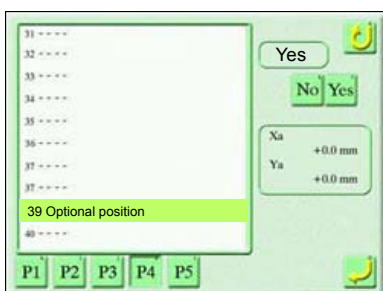 31 ----
32 ----
33 ----
34 ----
35 ----
36 ----
37 ----
37 ----
39 Optional position
40 ----
Yes
No Yes
Xa
+0.0 mm
Ya
+0.0 mm
P1 P2 P3 P4 P5